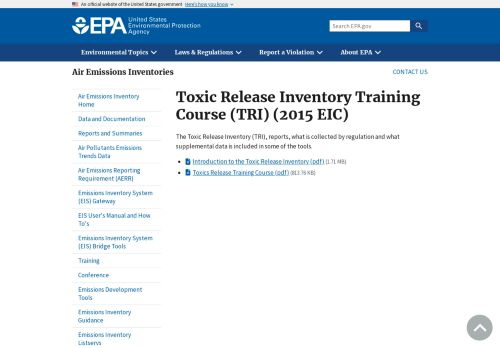 An official website of the United States government Here's how you know
EPA United States
Environmental Protection
Agency
Search EPA.gov
Environmental Topics Laws & Regulations Report a Violation About EPA
Air Emissions Inventories
CONTACT US
Air Emissions Inventory
Home
Data and Documentation
Reports and Summaries
Air Pollutants Emissions
Trends Data
Air Emissions Reporting
Requirement (AERR)
Emissions Inventory System
(EIS) Gateway
EIS User's Manual and How
To's
Emissions Inventory System
(EIS) Bridge Tools
Training
Conference
Emissions Development
Tools
Emissions Inventory
Guidance
Emissions Inventory
Listservs
Toxic Release Inventory Training
Course (TRI) (2015 EIC)
The Toxic Release Inventory (TRI), reports, what is collected by regulation and what
supplemental data is included in some of the tools.
Introduction to the Toxic Release Inventory (pdf) (1.71 MB)
Toxics Release Training Course (pdf) (813.76 KB)